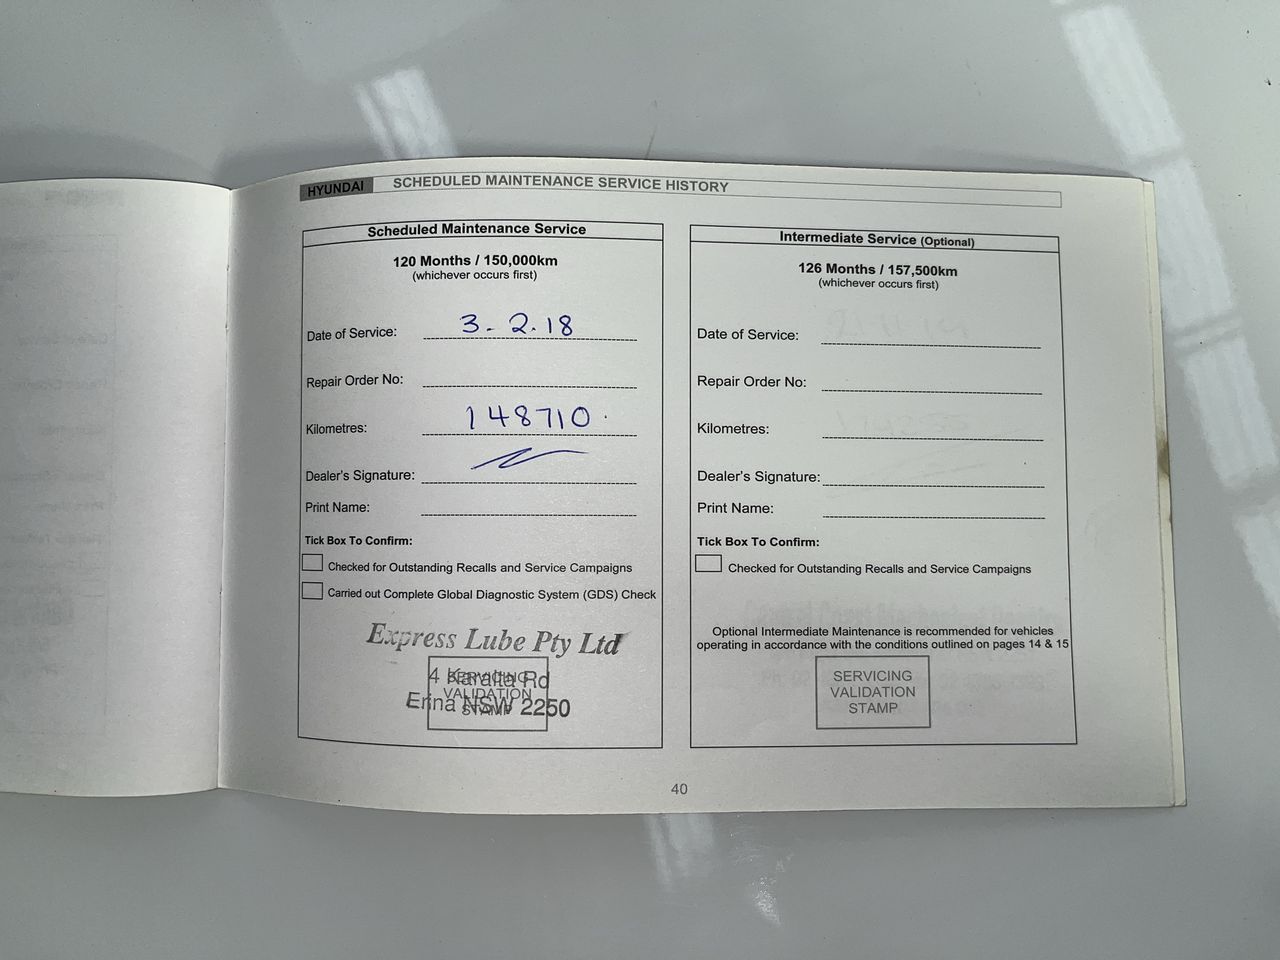 HYUNDAI SCHEDULED MAINTENANCE SERVICE HISTORY
Scheduled Maintenance Service
120 Months / 150,000km
(whichever occurs first)
Date of Service: 3-2.18
Repair Order No:
Kilometres: 148710.
Dealer's Signature:
Print Name:
Tick Box To Confirm:
Checked for Outstanding Recalls and Service Campaigns
Carried out Complete Global Diagnostic System (GDS) Check
Express Lube Pty Ltd
4 Karalta Rd
Erina NSW 2250
SERVICING
VALIDATION
STAMP
Intermediate Service (Optional)
126 Months / 157,500km
(whichever occurs first)
Date of Service:
Repair Order No:
Kilometres:
Dealer's Signature:
Print Name:
Tick Box To Confirm:
Checked for Outstanding Recalls and Service Campaigns
Optional Intermediate Maintenance is recommended for vehicles
operating in accordance with the conditions outlined on pages 14 & 15
SERVICING
VALIDATION
STAMP
40